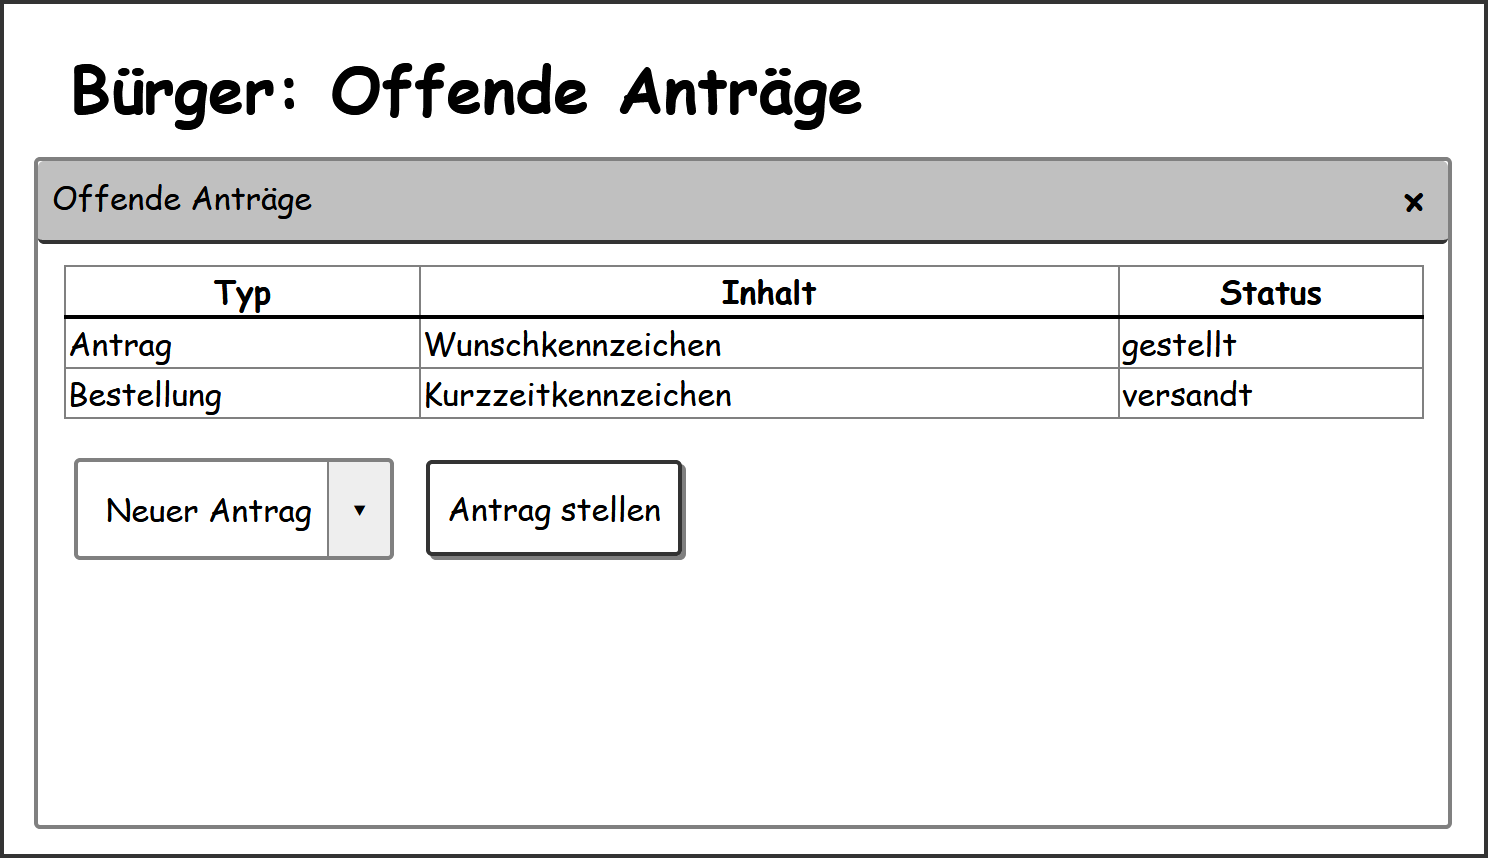 Bürger: Offende Anträge
Offende Anträge ×
Typ Inhalt Status
Antrag Wunschkennzeichen gestellt
Bestellung Kurzzeitkennzeichen versandt
Neuer Antrag ▼ Antrag stellen